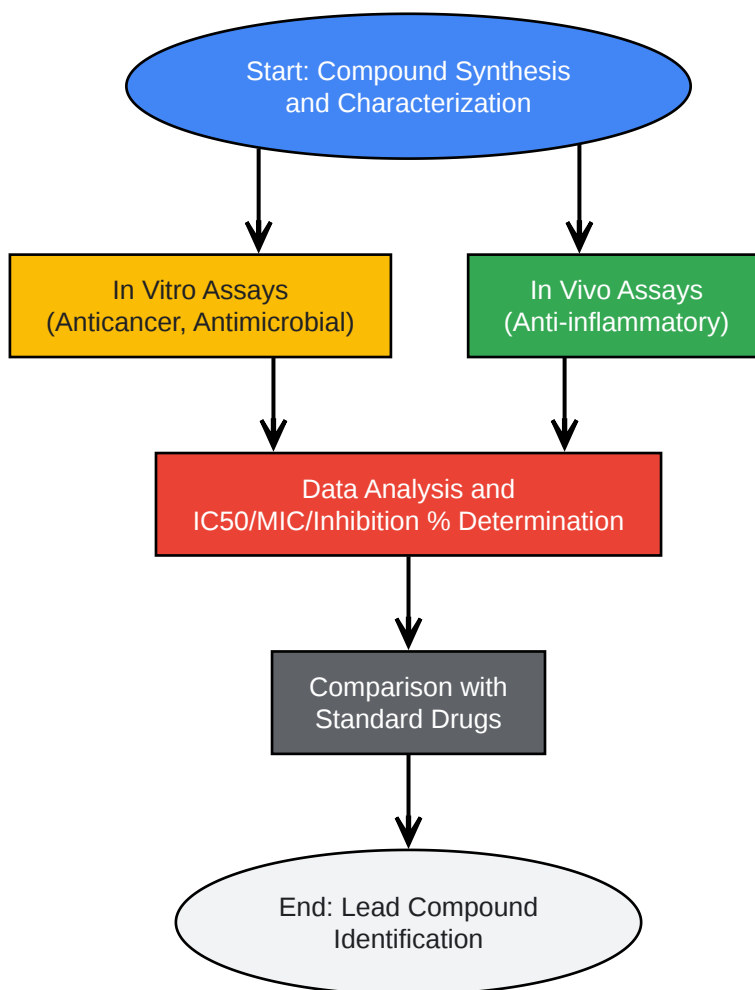 Start: Compound Synthesis
and Characterization
In Vitro Assays
(Anticancer, Antimicrobial)
In Vivo Assays
(Anti-inflammatory)
Data Analysis and
IC50/MIC/Inhibition % Determination
Comparison with
Standard Drugs
End: Lead Compound
Identification